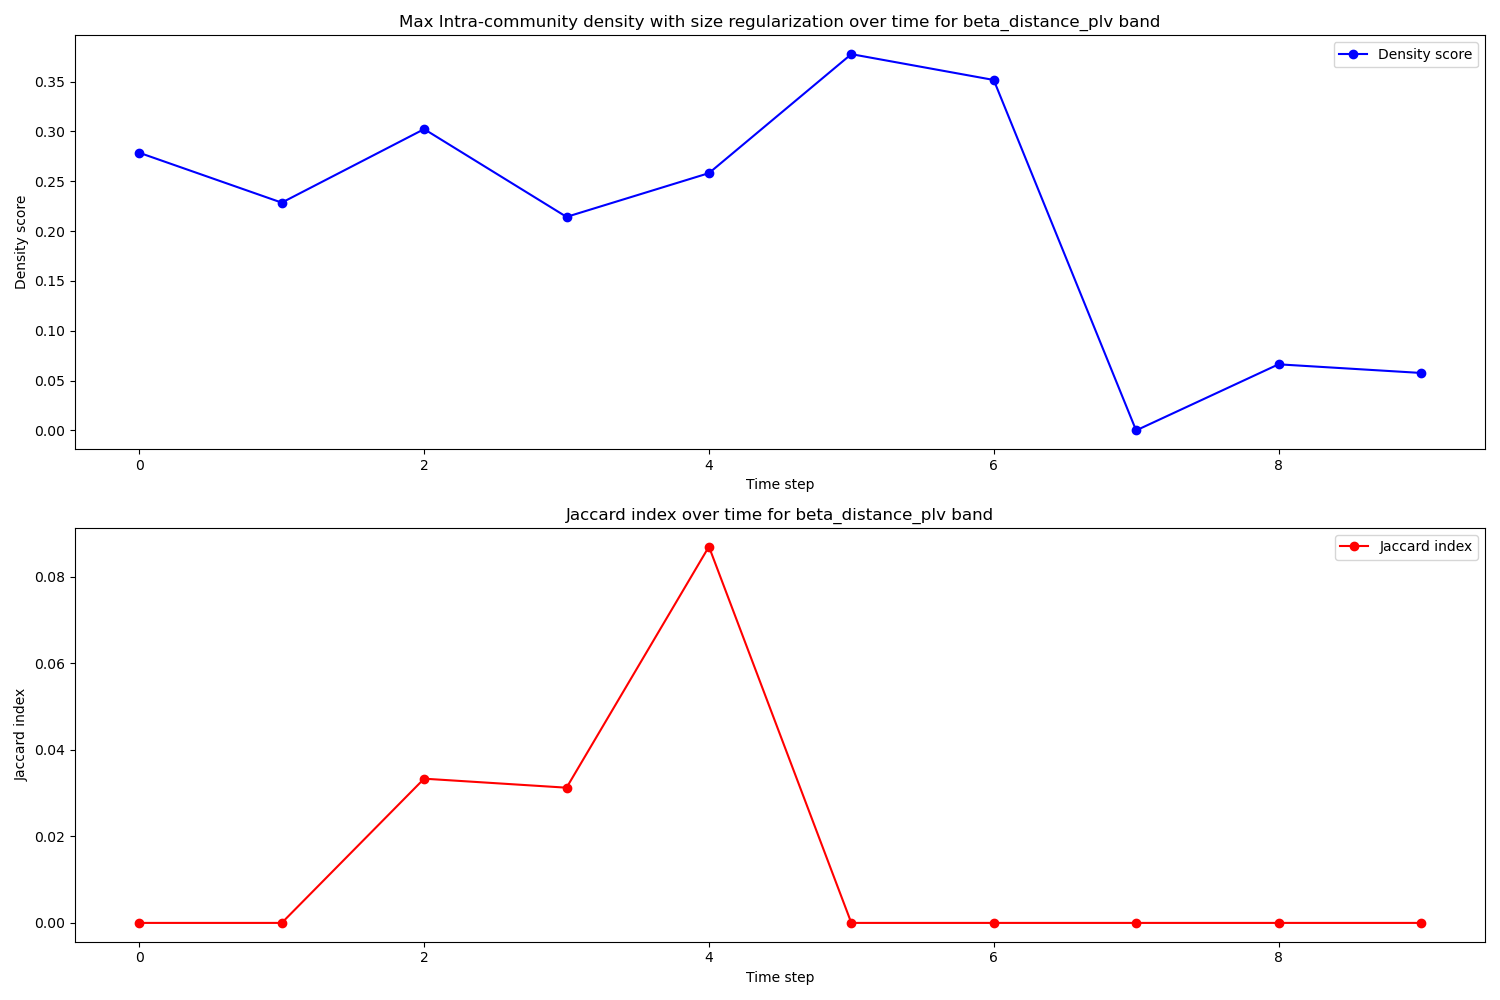 Max Intra-community density with size regularization over time for beta_distance_plv band
Density score
0.35
0.30
0.25
0.20
0.15
0.10
0.05
0.00
Density score
0 2 4 6 8
Time step
Jaccard index over time for beta_distance_plv band
Jaccard index
0.08
0.06
0.04
0.02
0.00
Jaccard index
0 2 4 6 8
Time step